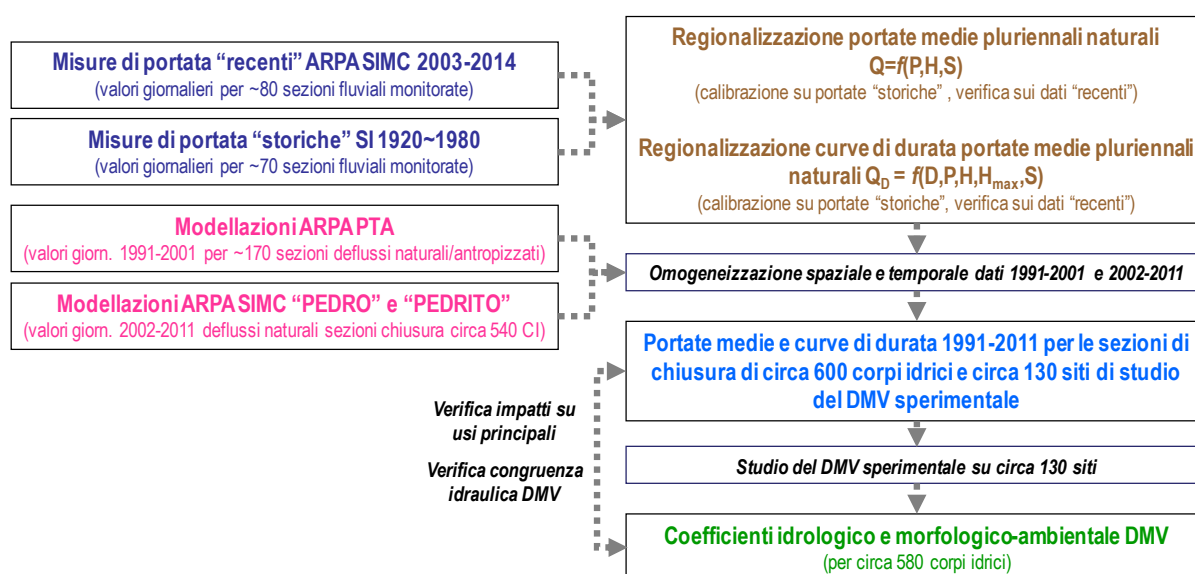 Misure di portata “recenti” ARPA SIMC 2003-2014
(valori giornalieri per ~80 sezioni fluviali monitorate)
Misure di portata “storiche” SI 1920~1980
(valori giornalieri per ~70 sezioni fluviali monitorate)
Modellazioni ARPA PTA
(valori giorn. 1991-2001 per ~170 sezioni deflussi naturali/antropizzati)
Modellazioni ARPA SIMC “PEDRO” e “PEDRITO”
(valori giorn. 2002-2011 deflussi naturali sezioni chiusura circa 540 CI)
Regionalizzazione portate medie pluriennali naturali
Q=f(P,H,S)
(calibrazione su portate “storiche” , verifica sui dati “recenti”)
Regionalizzazione curve di durata portate medie pluriennali
naturali QD = f(D,P,H,Hmax,S)
(calibrazione su portate “storiche”, verifica sui dati “recenti”)
Omogeneizzazione spaziale e temporale dati 1991-2001 e 2002-2011
Portate medie e curve di durata 1991-2011 per le sezioni di
chiusura di circa 600 corpi idrici e circa 130 siti di studio
del DMV sperimentale
Verifica impatti su
usi principali
Verifica congruenza
idraulica DMV
Studio del DMV sperimentale su circa 130 siti
Coefficienti idrologico e morfologico-ambientale DMV
(per circa 580 corpi idrici)